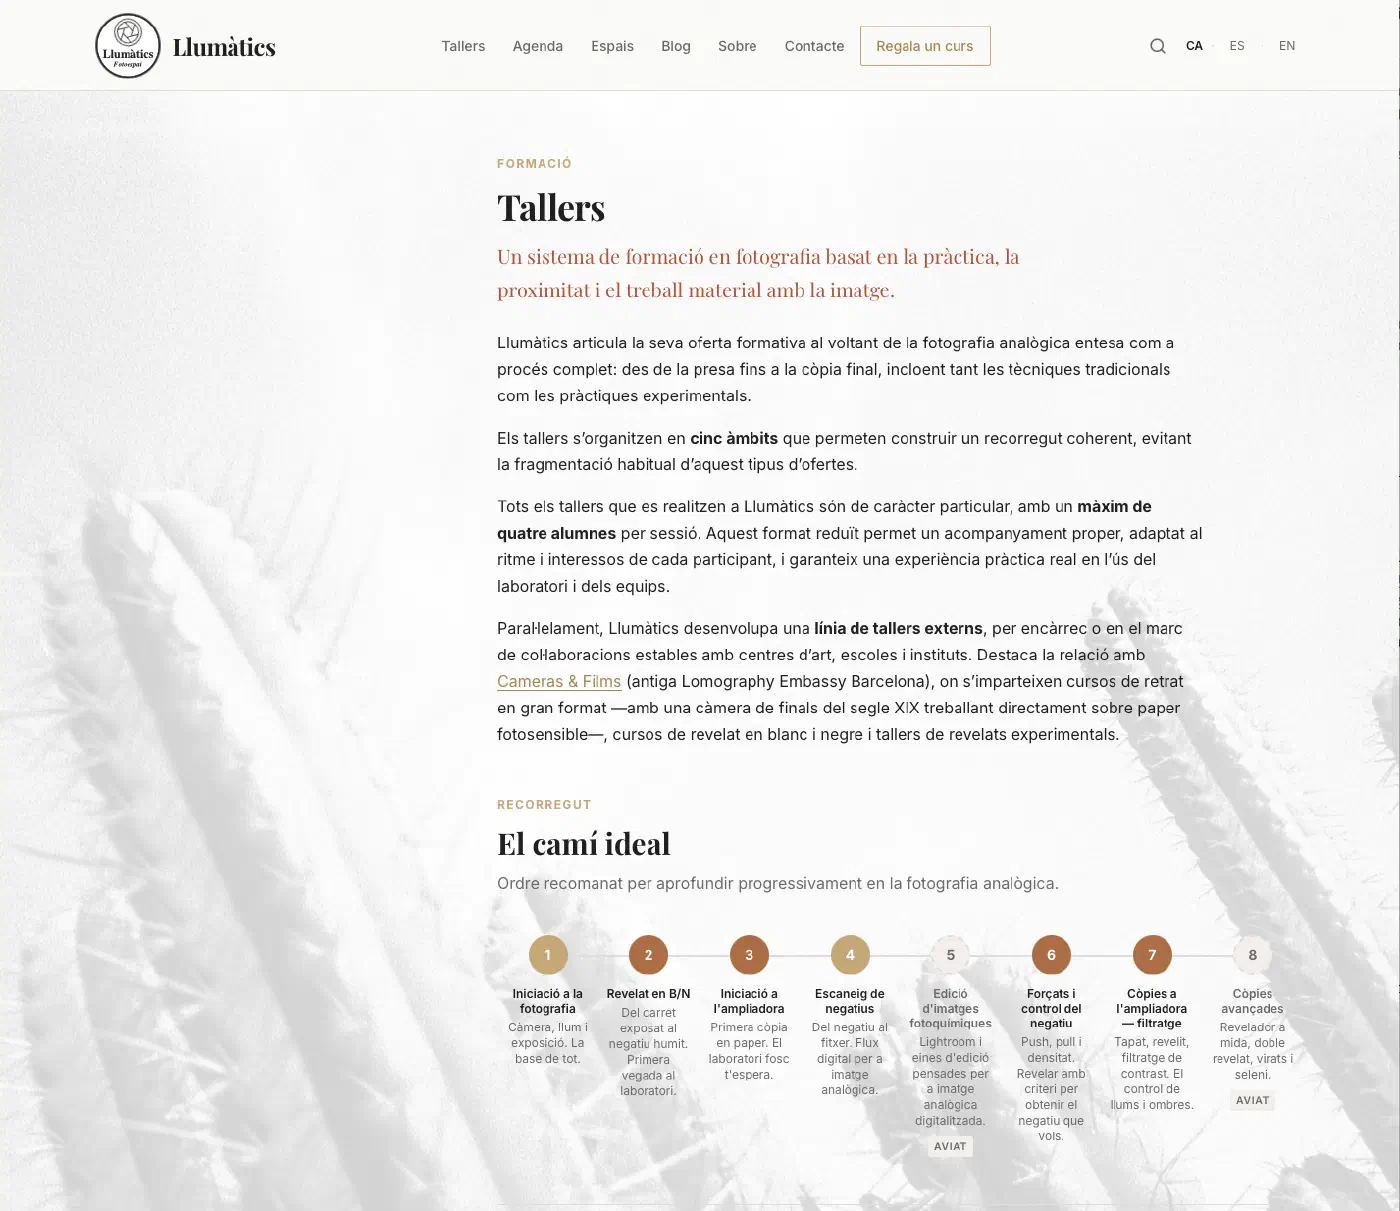 Llumàtics
Fotoespai
Llumàtics
Tallers
Agenda
Espais
Blog
Sobre
Contacte
Regala un curs
CA · ES · EN
FORMACIÓ
Tallers
Un sistema de formació en fotografia basat en la pràctica, la
proximitat i el treball material amb la imatge.
Llumàtics articula la seva oferta formativa al voltant de la fotografia analògica entesa com a
procés complet: des de la presa fins a la còpia final, incloent tant les tècniques tradicionals
com les pràctiques experimentals.
Els tallers s’organitzen en cinc àmbits que permeten construir un recorregut coherent, evitant
la fragmentació habitual d’aquest tipus d’ofertes.
Tots els tallers que es realitzen a Llumàtics són de caràcter particular, amb un màxim de
quatre alumnes per sessió. Aquest format reduït permet un acompanyament proper, adaptat al
ritme i interessos de cada participant, i garanteix una experiència pràctica real en l’ús del
laboratori i dels equips.
Paral·lelament, Llumàtics desenvolupa una línia de tallers externs, per encàrrec o en el marc
de col·laboracions estables amb centres d’art, escoles i instituts. Destaca la relació amb
Cameras & Films (antiga Lomography Embassy Barcelona), on s’imparteixen cursos de retrat
en gran format —amb una càmera de finals del segle XIX treballant directament sobre paper
fotosensible—, cursos de revelat en blanc i negre i tallers de revelats experimentals.
RECORREGUT
El camí ideal
Ordre recomanat per aprofundir progressivament en la fotografia analògica.
1
Iniciació a la
fotografia
Càmera, llum i
exposició. La
base de tot.
2
Revelat en B/N
Del carret
exposat al
negatiu humit.
Primera
vegada al
laboratori.
3
Iniciació a
l'ampliadora
Primera còpia
en paper. El
laboratori fosc
t'espera.
4
Escaneig de
negatius
Del negatiu al
fitxer. Flux
digital per a
imatge
analògica.
5
Edició
d'imatges
fotoquímiques
Lightroom i
eines d'edició
pensades per
a imatge
analògica
digitalitzada.
AVIAT
6
Forçats i
control del
negatiu
Push, pull i
densitat.
Revelar amb
criteri per
obtenir el
negatiu que
vols.
7
Còpies a
l'ampliadora
— filtratge
Tapat, revelit,
filtratge de
contrast. El
control de
llums i ombres.
8
Còpies
avançades
Revelador a
mida, doble
revelat, virats i
seleni.
AVIAT